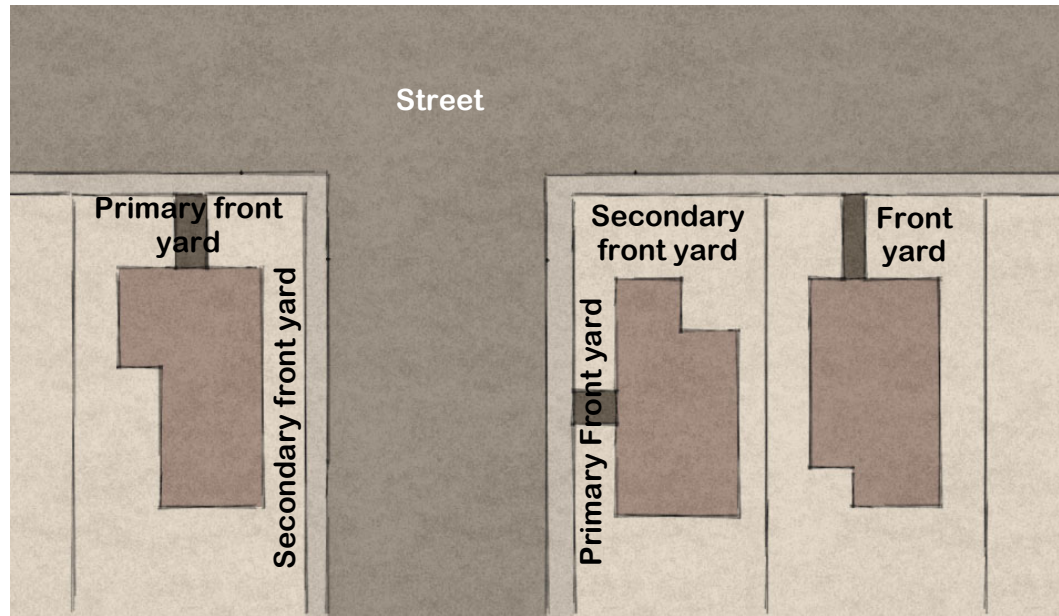 Street
Primary front
yard
Secondary front yard
Primary Front yard
Secondary
front yard
Front
yard